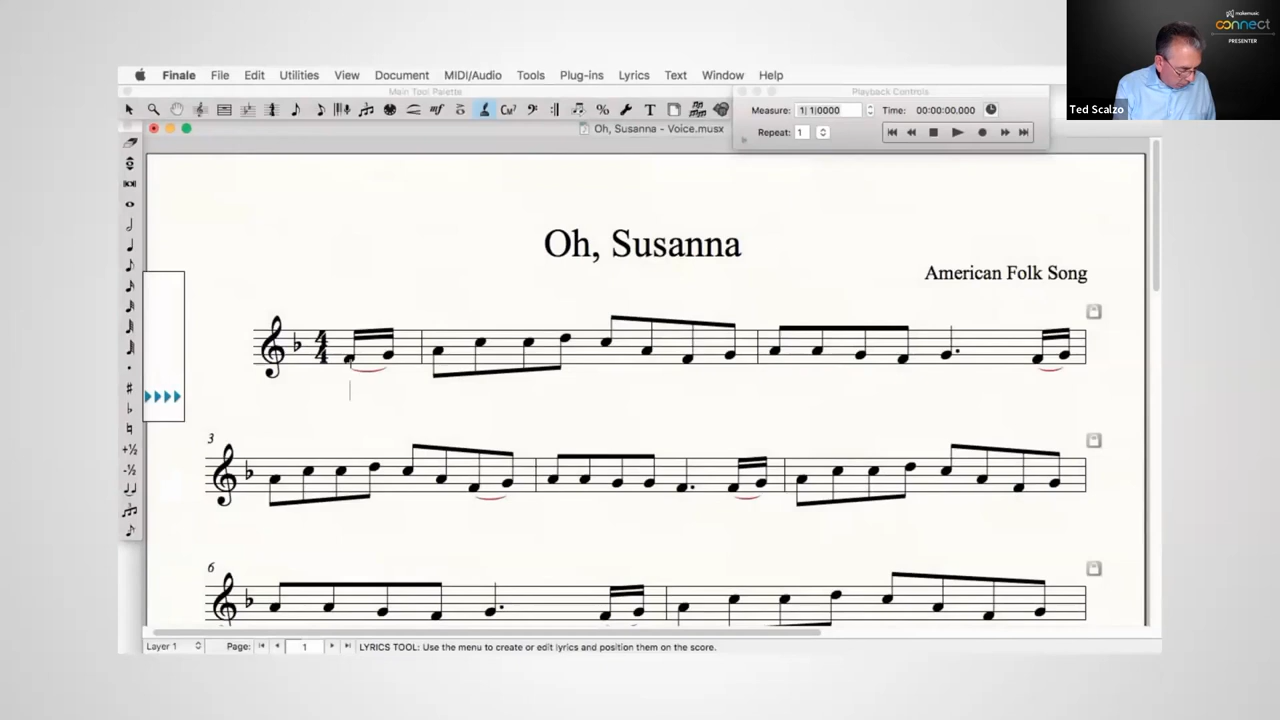 makemusic
connect
PRESENTER
Ted Scalzo
Finale File Edit Utilities View Document MIDI/Audio Tools Plug-ins Lyrics Text Window Help
Main Tool Palette
Playback Controls
Measure: 1| 1|0000 Time: 00:00:00.000
Oh, Susanna - Voice.musx
Repeat: 1
Oh, Susanna
American Folk Song
3
6
Layer 1 Page: 1 LYRICS TOOL: Use the menu to create or edit lyrics and position them on the score.